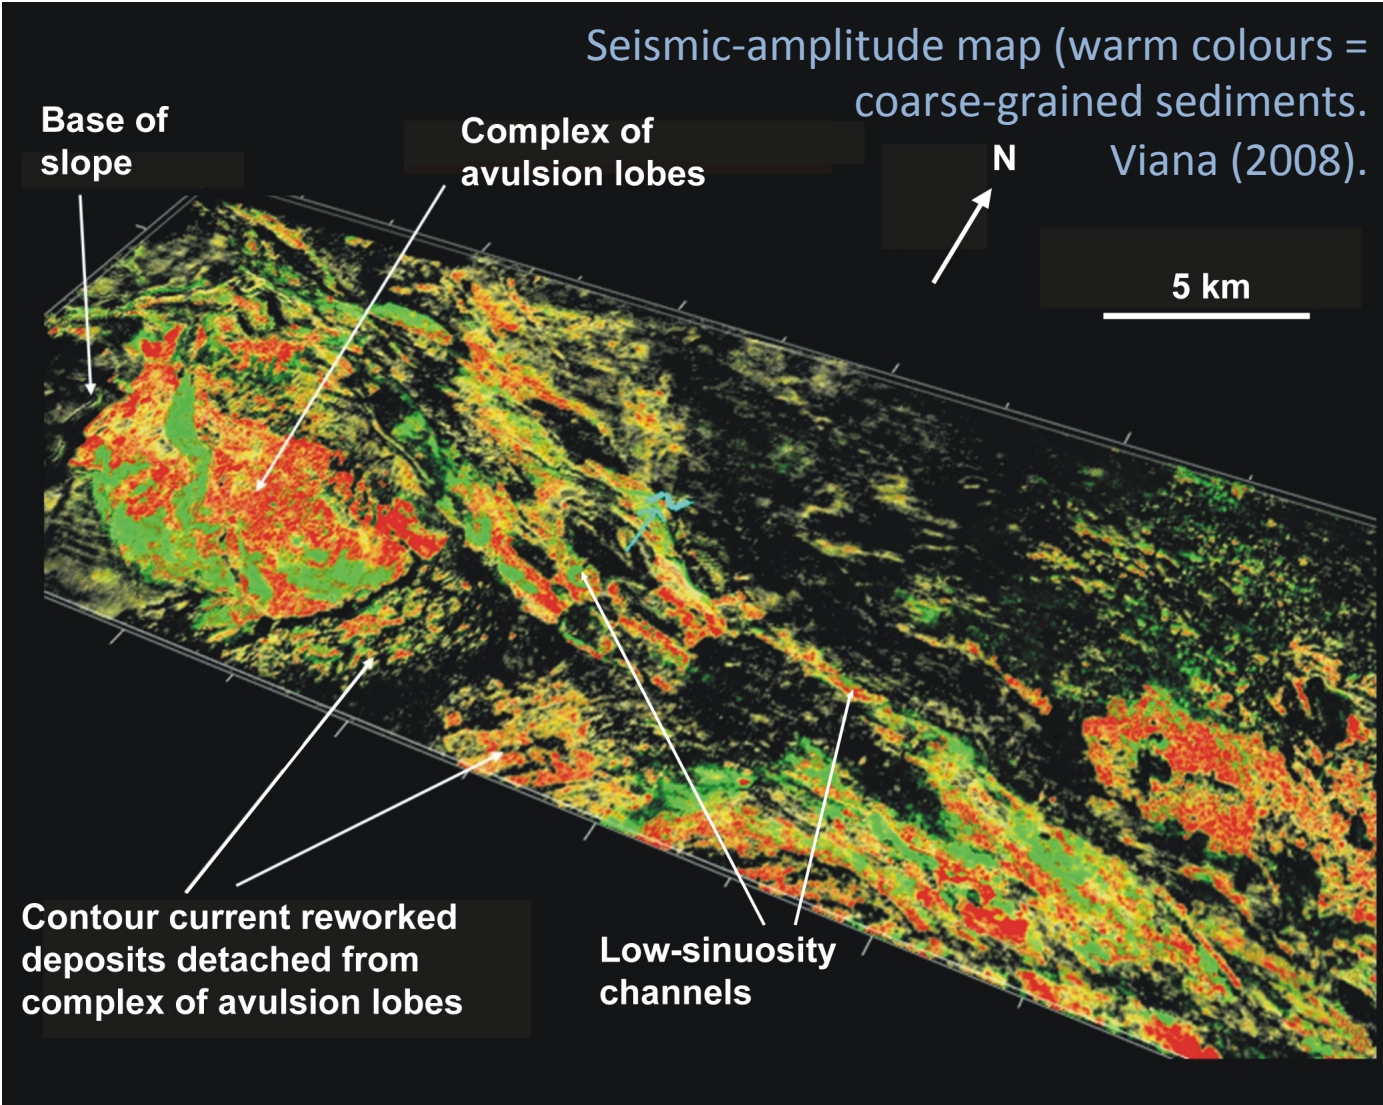 Seismic-amplitude map (warm colours =
coarse-grained sediments.
Viana (2008).
Base of
slope
Complex of
avulsion lobes
N
5 km
Contour current reworked
deposits detached from
complex of avulsion lobes
Low-sinuosity
channels